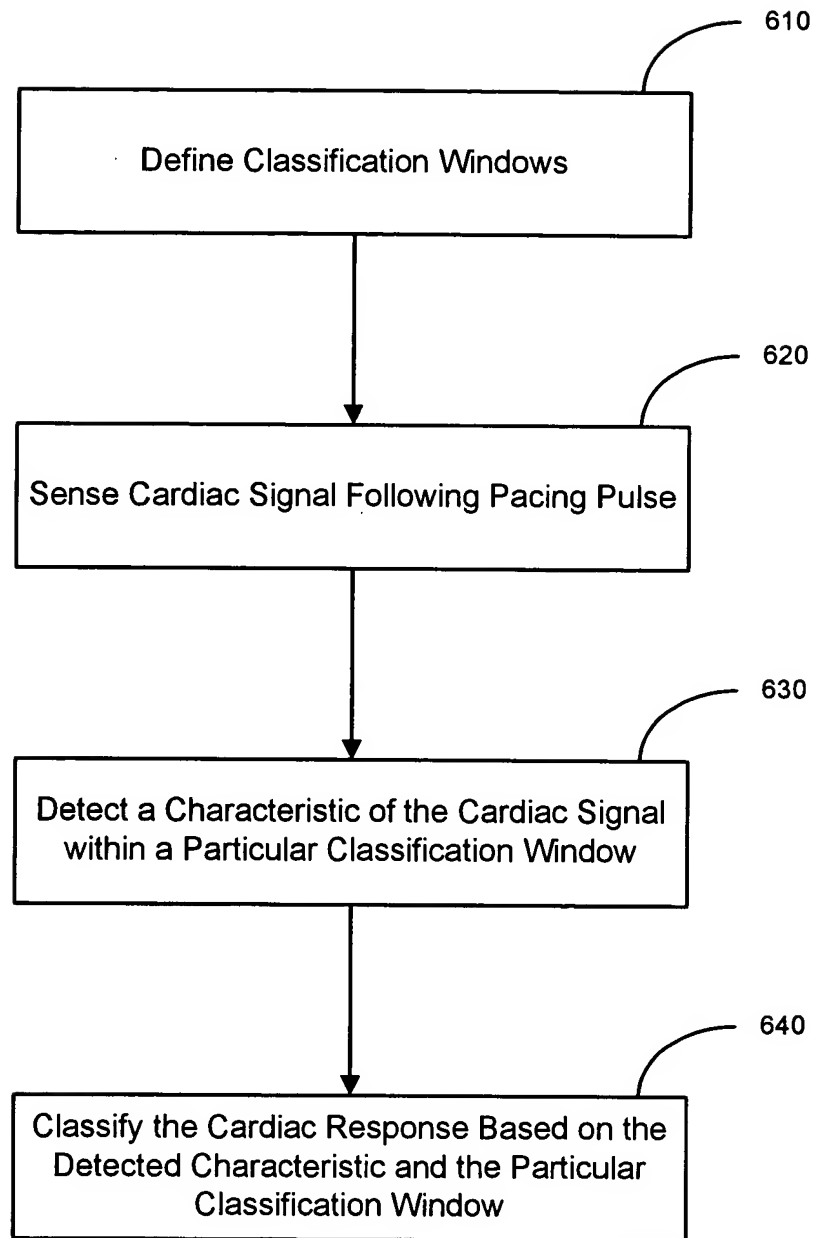 610
Define Classification Windows
620
Sense Cardiac Signal Following Pacing Pulse
630
Detect a Characteristic of the Cardiac Signal
within a Particular Classification Window
640
Classify the Cardiac Response Based on the
Detected Characteristic and the Particular
Classification Window